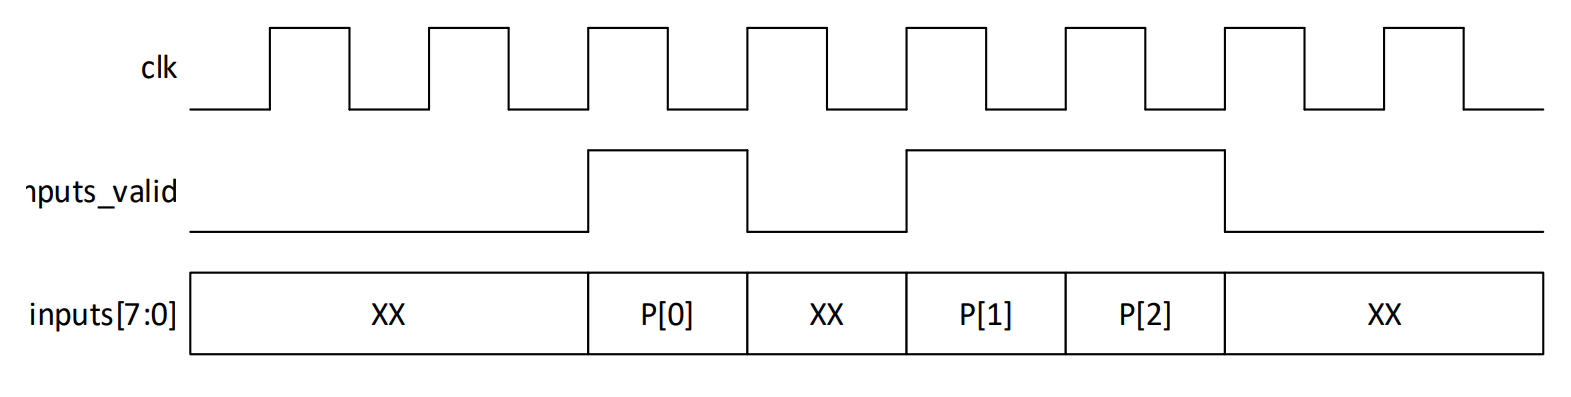 clk
nputs_valid
inputs[7:0]
XX
P[0]
XX
P[1]
P[2]
XX